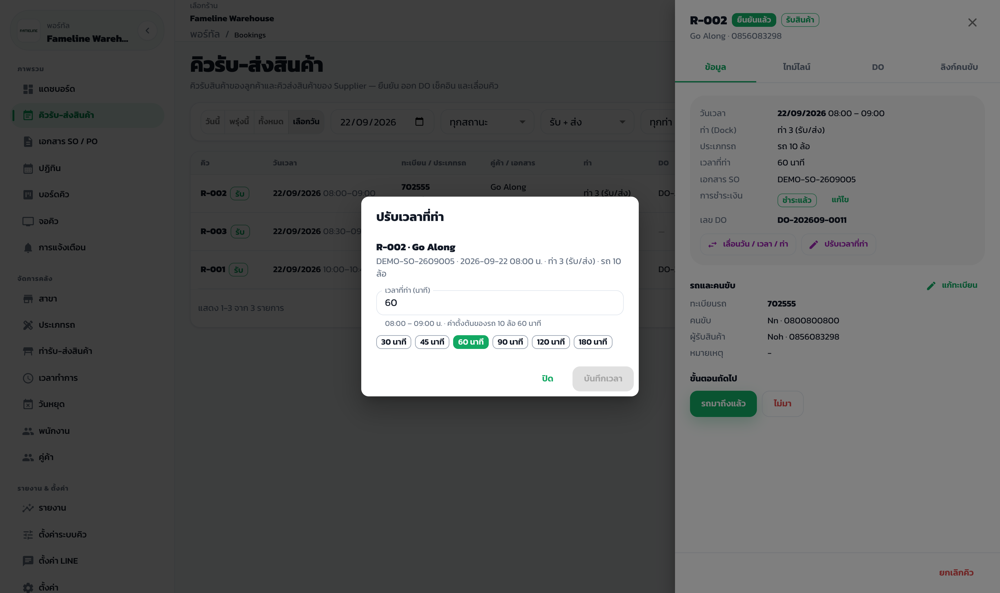 FAMELINE
พอร์ทัล
Fameline Wareh...
ภาพรวม
แดชบอร์ด
คิวรับ-ส่งสินค้า
เอกสาร SO / PO
ปฏิทิน
บอร์ดคิว
จอคิว
การแจ้งเตือน
จัดการคลัง
สาขา
ประเภทรถ
ท่ารับ-ส่งสินค้า
เวลาทำการ
วันหยุด
พนักงาน
คู่ค้า
รายงาน & ตั้งค่า
รายงาน
ตั้งค่าระบบคิว
ตั้งค่า LINE
ตั้งค่า
เลือกร้าน
Fameline Warehouse
พอร์ทัล / Bookings
คิวรับ-ส่งสินค้า
คิวรับสินค้าของลูกค้าและคิวส่งสินค้าของ Supplier — ยืนยัน ออก DO เช็คอิน และเลื่อนคิว
วันนี้ พรุ่งนี้ ทั้งหมด เลือกวัน 22/09/2026 ทุกสถานะ รับ + ส่ง ทุกท่า
คิว วันเวลา ทะเบียน / ประเภทรถ คู่ค้า / เอกสาร ท่า DO
R-002 รับ 22/09/2026 08:00–09:00 702555 Go Along ท่า 3 (รับ/ส่ง) DO-
R-003 รับ 22/09/2026 08:30–09 —
R-001 รับ 22/09/2026 10:00–10:4 DO-
แสดง 1-3 จาก 3 รายการ
ปรับเวลาที่ท่า
R-002 · Go Along
DEMO-SO-2609005 · 2026-09-22 08:00 น. · ท่า 3 (รับ/ส่ง) · รถ 10
ล้อ
เวลาที่ท่า (นาที)
60
08:00 – 09:00 น. · ค่าตั้งต้นของรถ 10 ล้อ 60 นาที
30 นาที 45 นาที 60 นาที 90 นาที 120 นาที 180 นาที
ปิด บันทึกเวลา
R-002 ยืนยันแล้ว รับสินค้า
Go Along · 0856083298
ข้อมูล ไทม์ไลน์ DO ลิงก์คนขับ
วันเวลา 22/09/2026 08:00 – 09:00
ท่า (Dock) ท่า 3 (รับ/ส่ง)
ประเภทรถ รถ 10 ล้อ
เวลาที่ท่า 60 นาที
เอกสาร SO DEMO-SO-2609005
การชำระเงิน ชำระแล้ว แก้ไข
เลข DO DO-202609-0011
เลื่อนวัน / เวลา / ท่า ปรับเวลาที่ท่า
รถและคนขับ แก้ทะเบียน
ทะเบียนรถ 702555
คนขับ Nn · 0800800800
ผู้รับสินค้า Noh · 0856083298
หมายเหตุ -
ขั้นตอนถัดไป
รถมาถึงแล้ว ไม่มา
ยกเลิกคิว